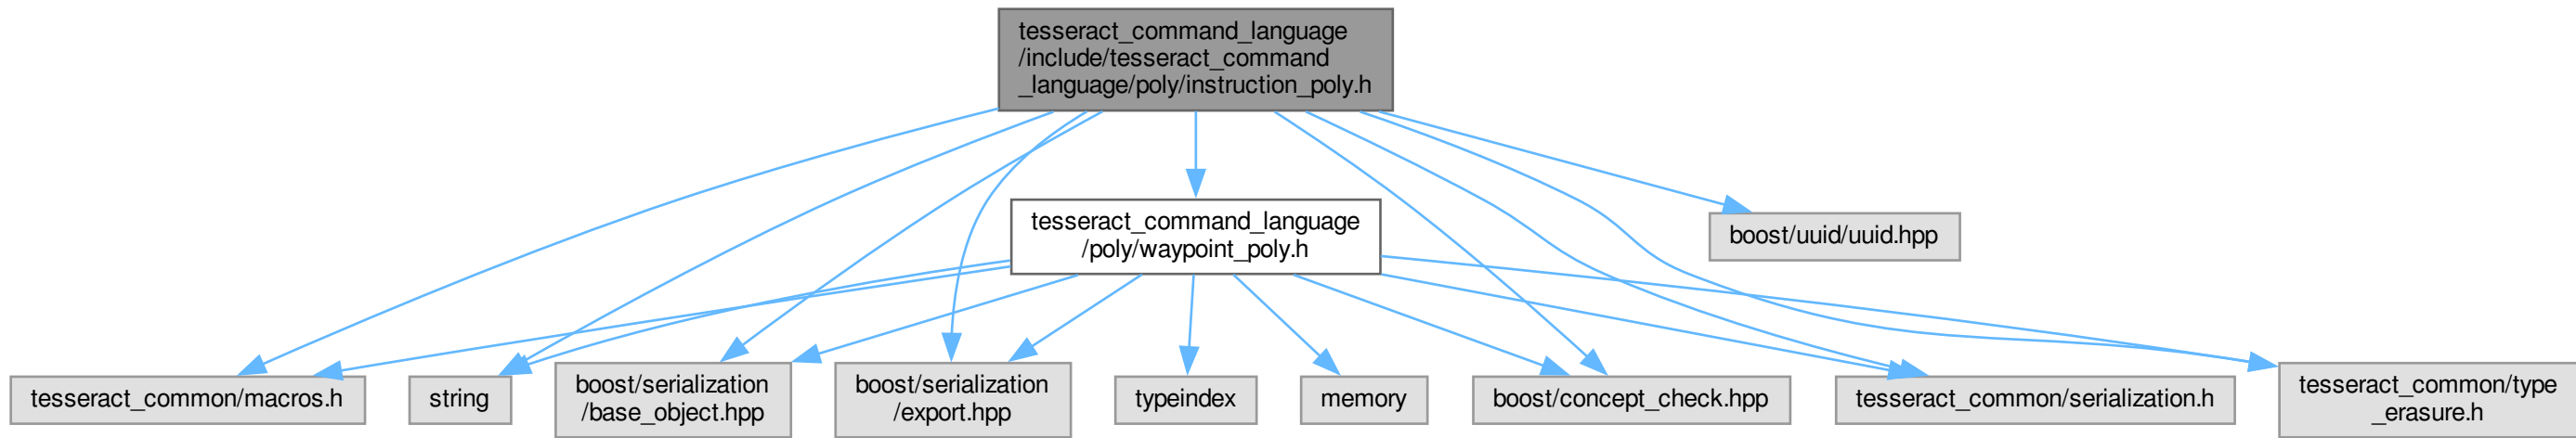 tesseract_command_language
/include/tesseract_command
_language/poly/instruction_poly.h
tesseract_command_language
/poly/waypoint_poly.h
boost/uuid/uuid.hpp
tesseract_common/macros.h
string
boost/serialization
/base_object.hpp
boost/serialization
/export.hpp
typeindex
memory
boost/concept_check.hpp
tesseract_common/serialization.h
tesseract_common/type
_erasure.h